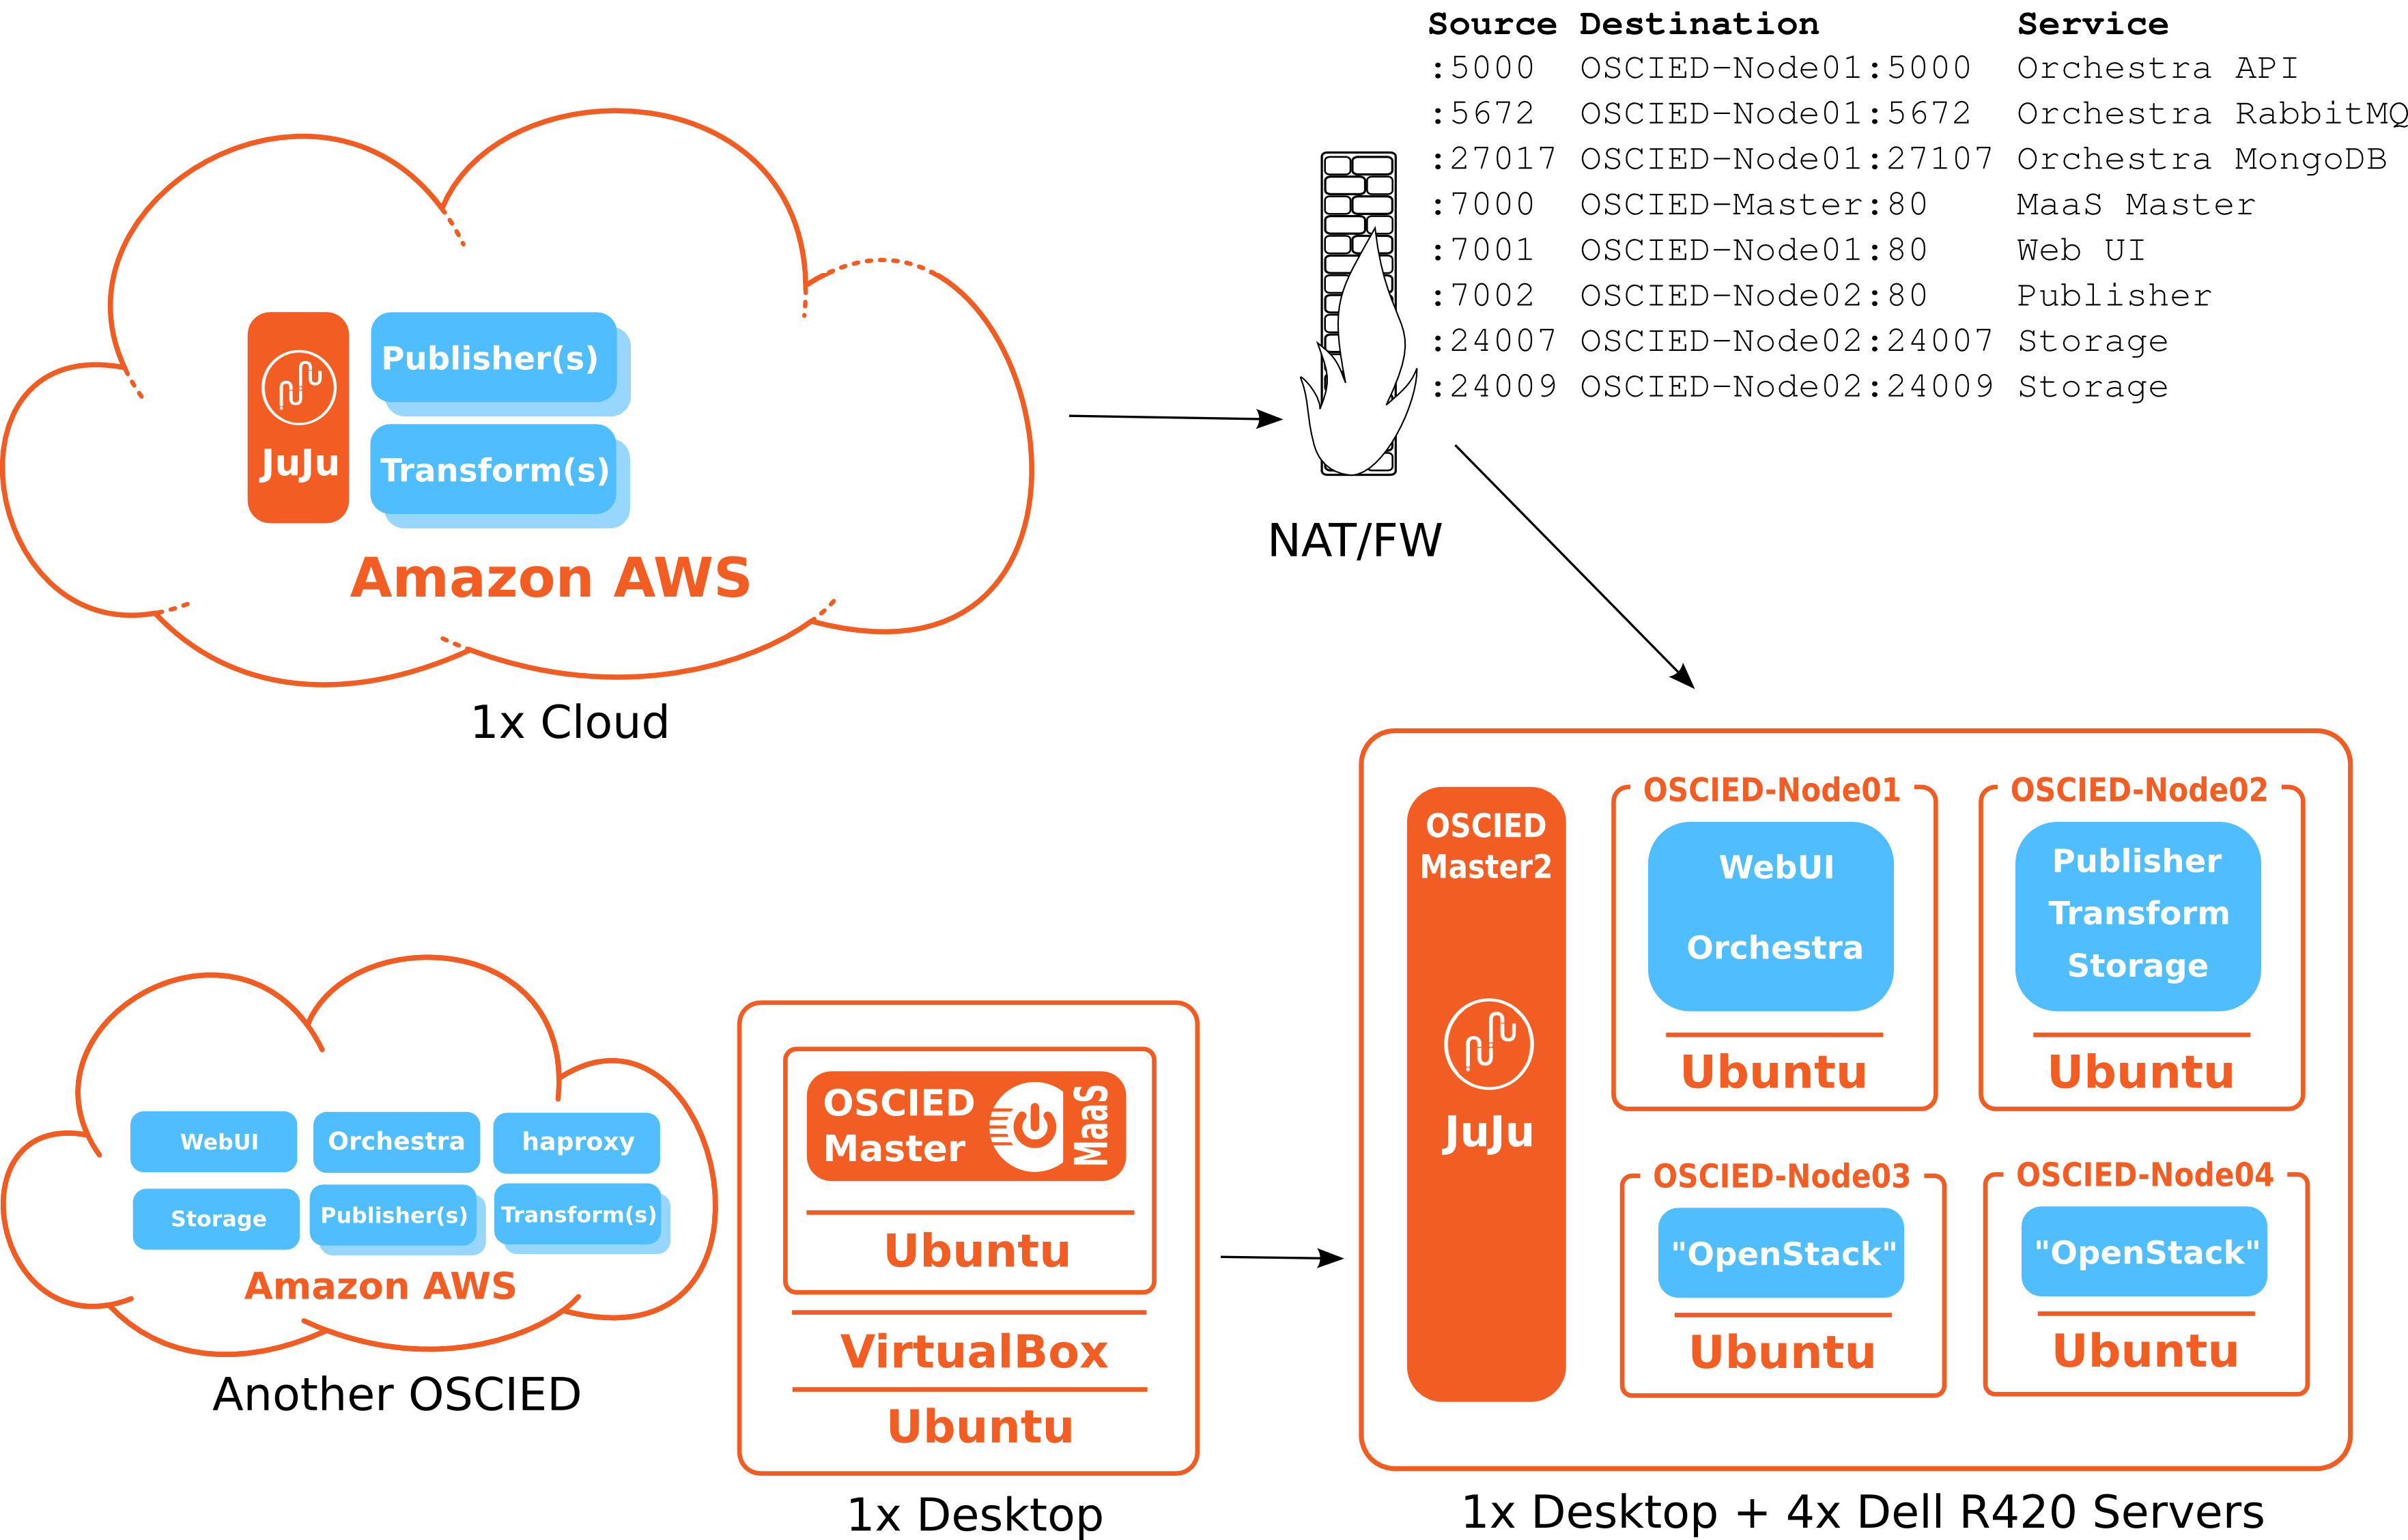 Source Destination Service
:5000 OSCIED-Node01:5000 Orchestra API
:5672 OSCIED-Node01:5672 Orchestra RabbitMQ
:27017 OSCIED-Node01:27107 Orchestra MongoDB
:7000 OSCIED-Master:80 MaaS Master
:7001 OSCIED-Node01:80 Web UI
:7002 OSCIED-Node02:80 Publisher
:24007 OSCIED-Node02:24007 Storage
:24009 OSCIED-Node02:24009 Storage
JuJu
Publisher(s)
Transform(s)
Amazon AWS
1x Cloud
NAT/FW
WebUI
Orchestra
haproxy
Storage
Publisher(s)
Transform(s)
Amazon AWS
Another OSCIED
OSCIED
Master
MaaS
Ubuntu
VirtualBox
Ubuntu
1x Desktop
OSCIED
Master2
JuJu
OSCIED-Node01
WebUI
Orchestra
Ubuntu
OSCIED-Node02
Publisher
Transform
Storage
Ubuntu
OSCIED-Node03
"OpenStack"
Ubuntu
OSCIED-Node04
"OpenStack"
Ubuntu
1x Desktop + 4x Dell R420 Servers